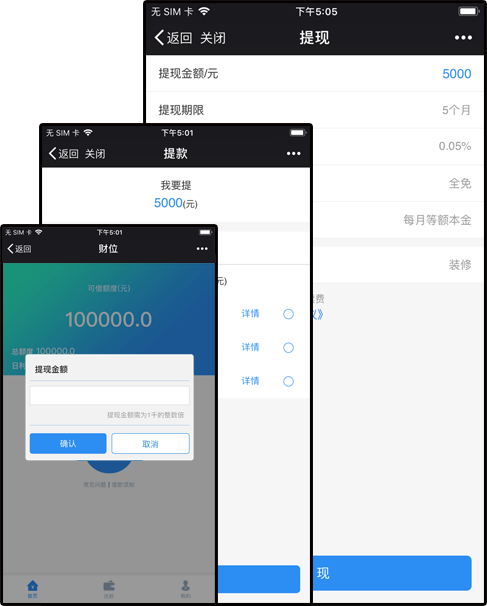 无 SIM 卡 下午5:05
返回 关闭 提现
提现金额/元 5000
提现期限 5个月
0.05%
全免
每月等额本金
装修
费
》
现
无 SIM 卡 下午5:01
返回 关闭 提款
我要提
5000(元)
元)
详情
详情
详情
无 SIM 卡 下午5:01
返回 财位
可借额度(元)
100000.0
总额度 100000.0
日利
提现金额
提现金额需为1千的整数倍
确认 取消
常见问题
首页 我的